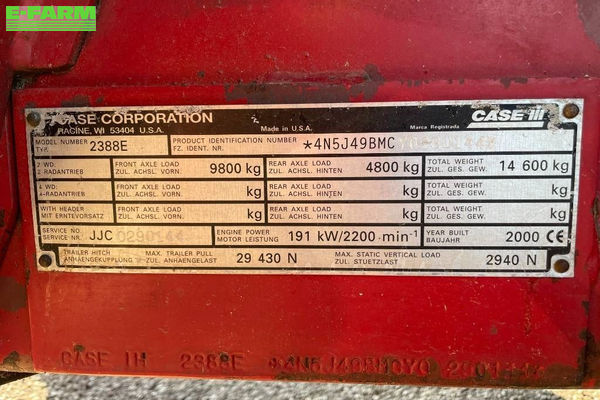 E-FARM
CASE CORPORATION
RACINE, WI 53404 U.S.A.
Made in U.S.A.
Marca Registrada
CASE IH
MODEL NUMBER
TYP.
2388E
PRODUCT IDENTIFICATION NUMBER
FZ. IDENT. NR.
*4N5J49BMC
2 WD.
2 RADANTRIEB
FRONT AXLE LOAD
ZUL. ACHSL. VORN.
9800 kg
REAR AXLE LOAD
ZUL. ACHSL. HINTEN
4800 kg
TOTAL WEIGHT
ZUL. GES. GEW.
14 600 kg
4 WD.
4-RADANTRIEB
FRONT AXLE LOAD
ZUL. ACHSL. VORN.
kg
REAR AXLE LOAD
ZUL. ACHSL. HINTEN
kg
TOTAL WEIGHT
ZUL. GES. GEW.
kg
WITH HEADER
MIT ERNTEVORSATZ
FRONT AXLE LOAD
ZUL. ACHSL. VORN.
kg
REAR AXLE LOAD
ZUL. ACHSL. HINTEN
kg
TOTAL WEIGHT
ZUL. GES. GEW.
kg
SERVICE NO.
SERVICE NR.
JJC
ENGINE POWER
MOTOR LEISTUNG
191 kW/2200 ·min⁻¹
YEAR BUILT
BAUJAHR
2000 CE
TRAILER HITCH
ANHAENGEKUPPLUNG
MAX. TRAILER PULL
ZUL. ANHAENGELAST
29 430 N
MAX. STATIC VERTICAL LOAD
ZUL. STUETZLAST
2940 N
CASE IH 2388E